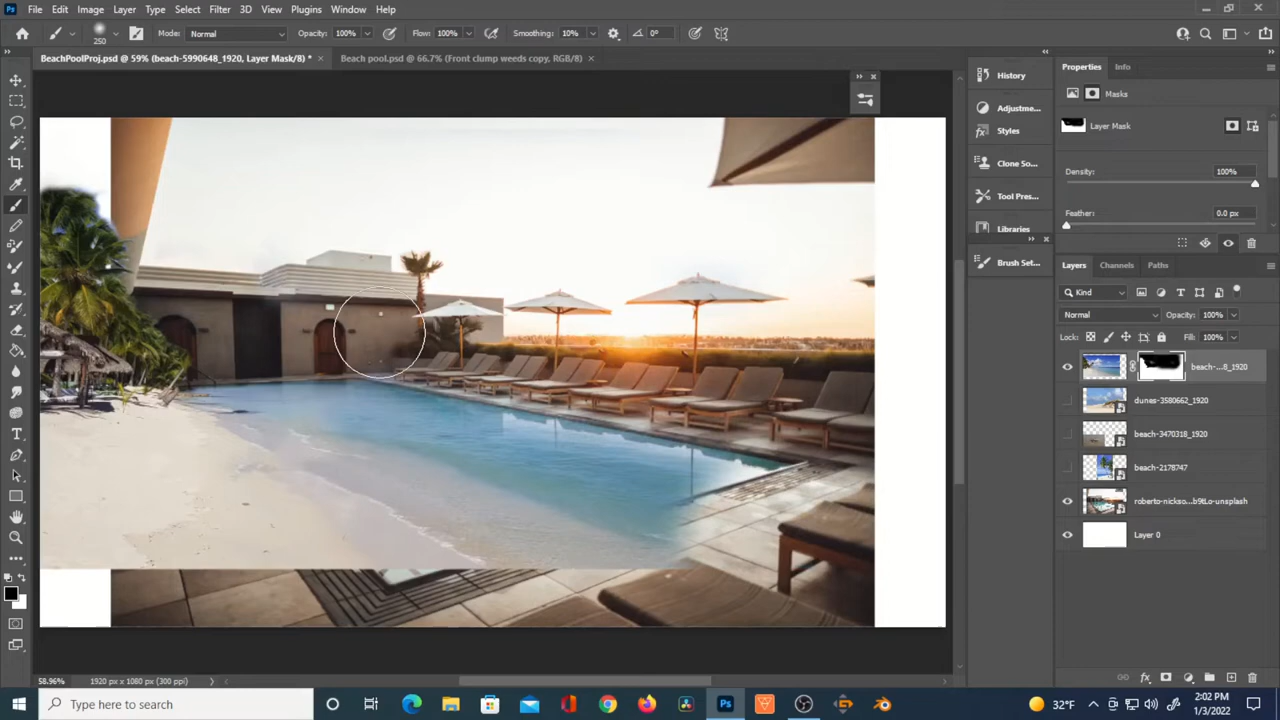 File Edit Image Layer Type Select Filter 3D View Plugins Window Help
250 Mode: Normal Opacity: 100% Flow: 100% Smoothing: 10% 0°
BeachPoolProj.psd @ 59% (beach-5990648_1920, Layer Mask/8) * × Beach pool.psd @ 66.7% (Front clump weeds copy, RGB/8) ×
History
Adjustme...
Styles
Clone So...
Tool Pres...
Libraries
Brush Set...
Properties Info
Masks
Layer Mask
Density: 100%
Feather: 0.0 px
Layers Channels Paths
Kind
Normal Opacity: 100%
Lock: Fill: 100%
beach-...8_1920
dunes-3580662_1920
beach-3470318_1920
beach-2178747
roberto-nickso...b9tLo-unsplash
Layer 0
58.96% 1920 px x 1080 px (300 ppi)
Type here to search
32°F
2:02 PM
1/3/2022